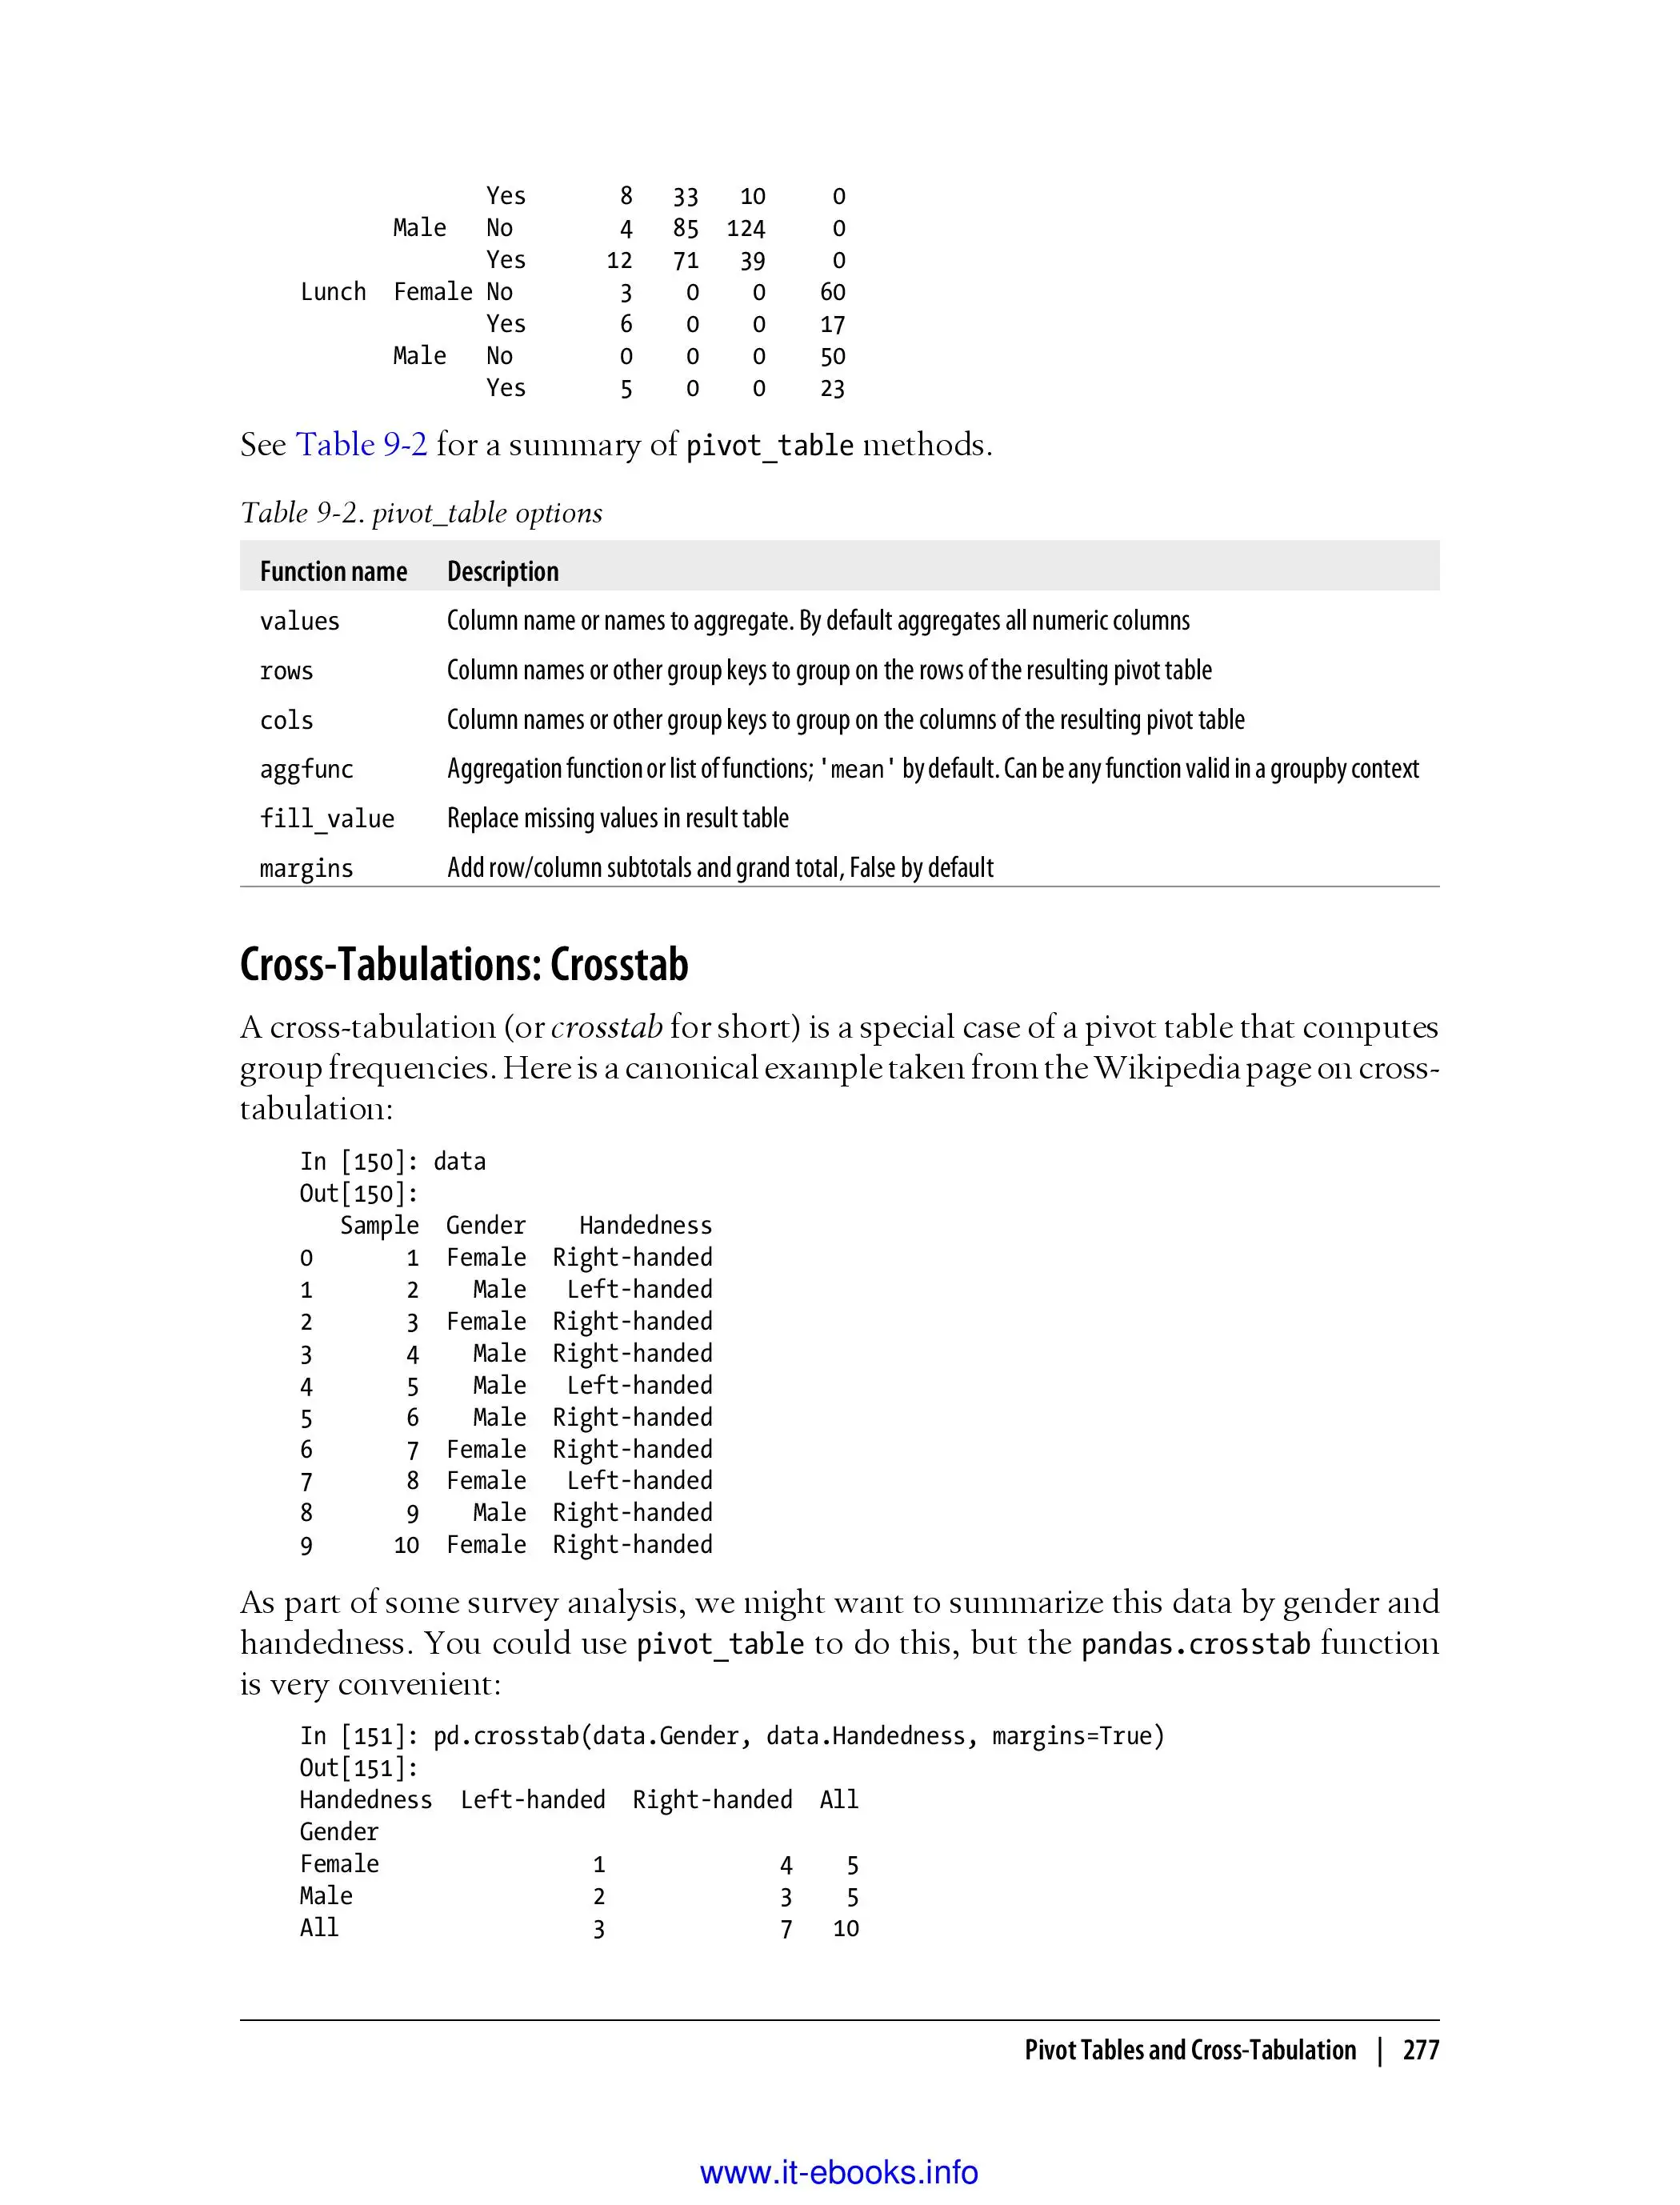 Yes 8 33 10 0
Male No 4 85 124 0
Yes 12 71 39 0
Lunch Female No 3 0 0 60
Yes 6 0 0 17
Male No 0 0 0 50
Yes 5 0 0 23
See Table 9-2 for a summary of pivot_table methods.
Table 9-2. pivot_table options
Function name Description
values Column name or names to aggregate. By default aggregates all numeric columns
rows Column names or other group keys to group on the rows of the resulting pivot table
cols Column names or other group keys to group on the columns of the resulting pivot table
aggfunc Aggregation function or list of functions; 'mean' by default. Can be any function valid in a groupby context
fill_value Replace missing values in result table
margins Add row/column subtotals and grand total, False by default
Cross-Tabulations: Crosstab
A cross-tabulation (or crosstab for short) is a special case of a pivot table that computes
group frequencies. Here is a canonical example taken from the Wikipedia page on cross-
tabulation:
In [150]: data
Out[150]:
Sample Gender Handedness
0 1 Female Right-handed
1 2 Male Left-handed
2 3 Female Right-handed
3 4 Male Right-handed
4 5 Male Left-handed
5 6 Male Right-handed
6 7 Female Right-handed
7 8 Female Left-handed
8 9 Male Right-handed
9 10 Female Right-handed
As part of some survey analysis, we might want to summarize this data by gender and
handedness. You could use pivot_table to do this, but the pandas.crosstab function
is very convenient:
In [151]: pd.crosstab(data.Gender, data.Handedness, margins=True)
Out[151]:
Handedness Left-handed Right-handed All
Gender
Female 1 4 5
Male 2 3 5
All 3 7 10
Pivot Tables and Cross-Tabulation | 277
www.it-ebooks.info